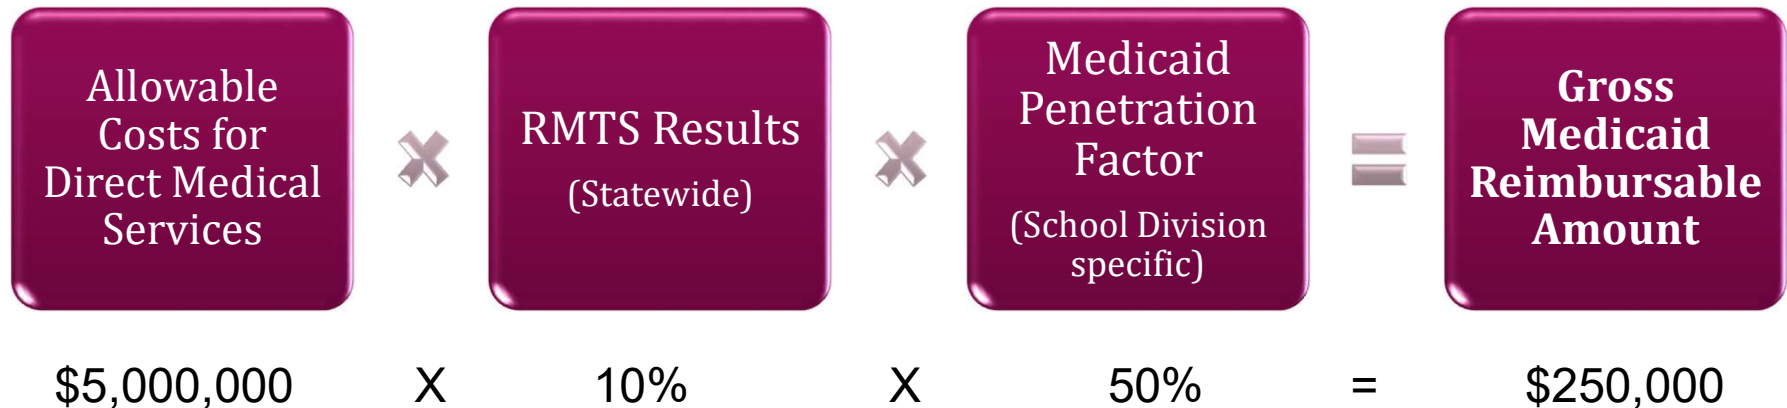 Allowable
Costs for
Direct Medical
Services
RMTS Results
(Statewide)
Medicaid
Penetration
Factor
(School Division
specific)
Gross
Medicaid
Reimbursable
Amount
$5,000,000 X 10% X 50% = $250,000